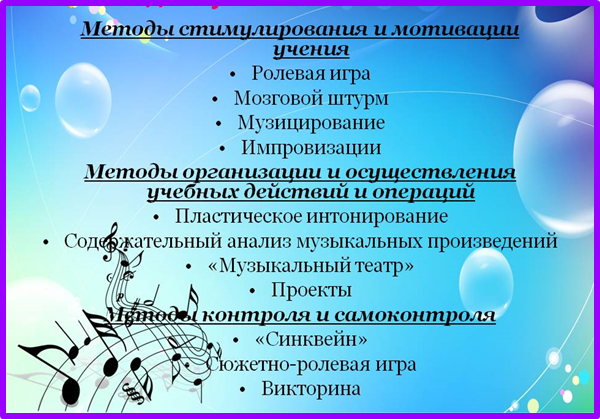 Методы стимулирования и мотивации
учения
• Ролевая игра
• Мозговой штурм
• Музицирование
• Импровизации
Методы организации и осуществления
учебных действий и операций
• Пластическое интонирование
• Содержательный анализ музыкальных произведений
• «Музыкальный театр»
• Проекты
Методы контроля и самоконтроля
• «Синквейн»
• Сюжетно-ролевая игра
• Викторина